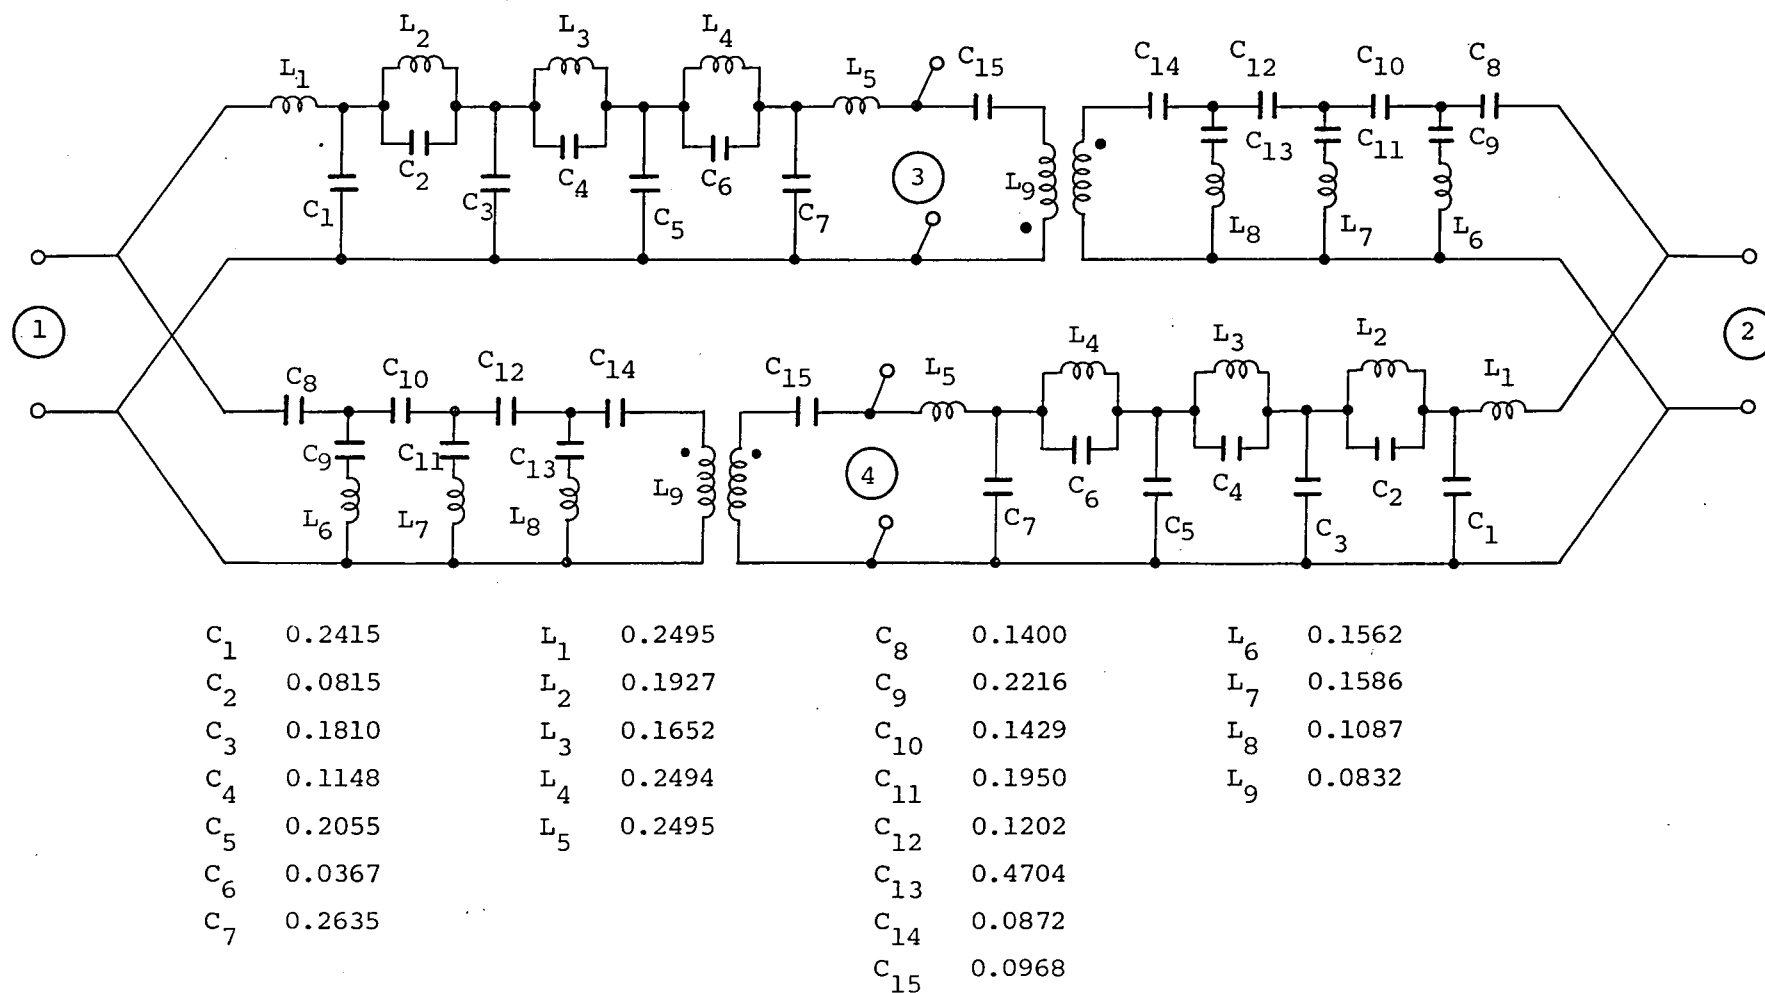 L2 L3 L4
L1 L5 C15 C14 C12 C10 C8
C2 C4 C6 C13 C11 C9
C1 C3 C5 C7 3 L9 L8 L7 L6
1 2
C8 C10 C12 C14 C15 L5 L4 L3 L2 L1
C9 C11 C13 4 C6 C4 C2
L6 L7 L8 L9 C7 C5 C3 C1
C1 0.2415 L1 0.2495 C8 0.1400 L6 0.1562
C2 0.0815 L2 0.1927 C9 0.2216 L7 0.1586
C3 0.1810 L3 0.1652 C10 0.1429 L8 0.1087
C4 0.1148 L4 0.2494 C11 0.1950 L9 0.0832
C5 0.2055 L5 0.2495 C12 0.1202
C6 0.0367 C13 0.4704
C7 0.2635 C14 0.0872
C15 0.0968